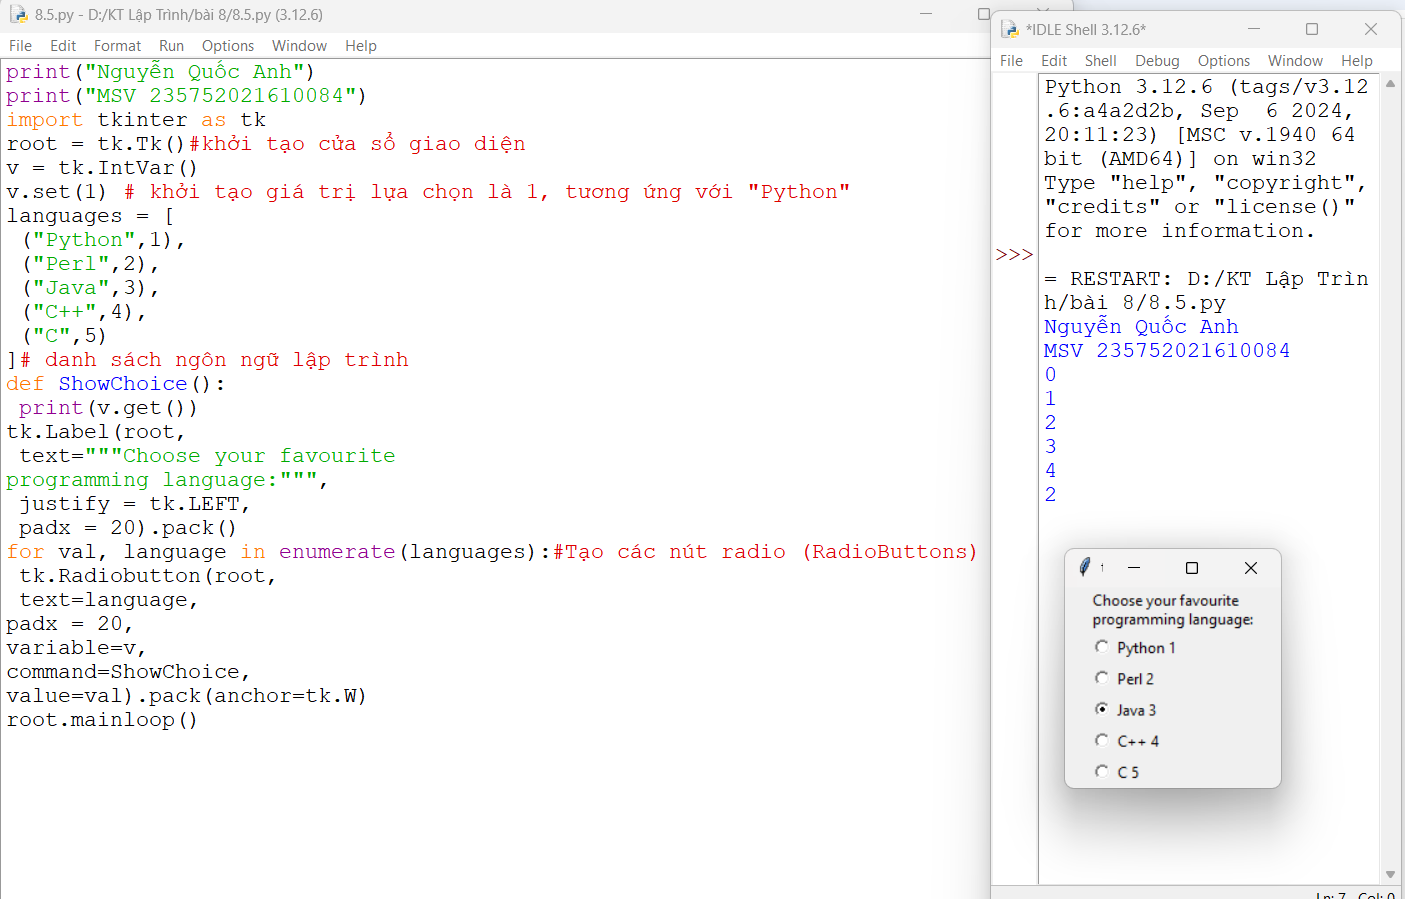 8.5.py - D:/KT Lập Trình/bài 8/8.5.py (3.12.6)
File Edit Format Run Options Window Help
print("Nguyễn Quốc Anh")
print("MSV 235752021610084")
import tkinter as tk
root = tk.Tk()#khởi tạo cửa sổ giao diện
v = tk.IntVar()
v.set(1) # khởi tạo giá trị lựa chọn là 1, tương ứng với "Python"
languages = [
 ("Python",1),
 ("Perl",2),
 ("Java",3),
 ("C++",4),
 ("C",5)
]# danh sách ngôn ngữ lập trình
def ShowChoice():
 print(v.get())
tk.Label(root,
 text="""Choose your favourite
programming language:""",
 justify = tk.LEFT,
 padx = 20).pack()
for val, language in enumerate(languages):#Tạo các nút radio (RadioButtons)
 tk.Radiobutton(root,
 text=language,
padx = 20,
variable=v,
command=ShowChoice,
value=val).pack(anchor=tk.W)
root.mainloop()
*IDLE Shell 3.12.6*
File Edit Shell Debug Options Window Help
Python 3.12.6 (tags/v3.12
.6:a4a2d2b, Sep  6 2024,
20:11:23) [MSC v.1940 64
bit (AMD64)] on win32
Type "help", "copyright",
"credits" or "license()"
for more information.
>>>
= RESTART: D:/KT Lập Trìn
h/bài 8/8.5.py
Nguyễn Quốc Anh
MSV 235752021610084
0
1
2
3
4
2
Choose your favourite
programming language:
Python 1
Perl 2
Java 3
C++ 4
C 5
Ln: 7 Col: 0